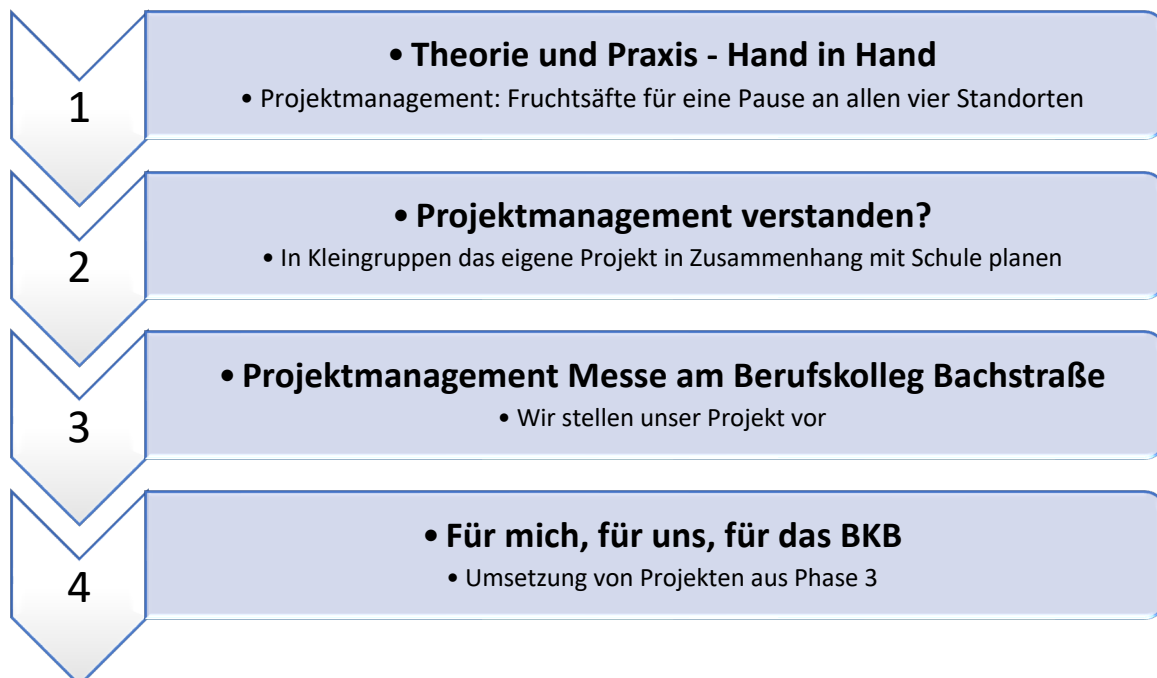 1
• Theorie und Praxis - Hand in Hand
• Projektmanagement: Fruchtsäfte für eine Pause an allen vier Standorten
2
• Projektmanagement verstanden?
• In Kleingruppen das eigene Projekt in Zusammenhang mit Schule planen
3
• Projektmanagement Messe am Berufskolleg Bachstraße
• Wir stellen unser Projekt vor
4
• Für mich, für uns, für das BKB
• Umsetzung von Projekten aus Phase 3